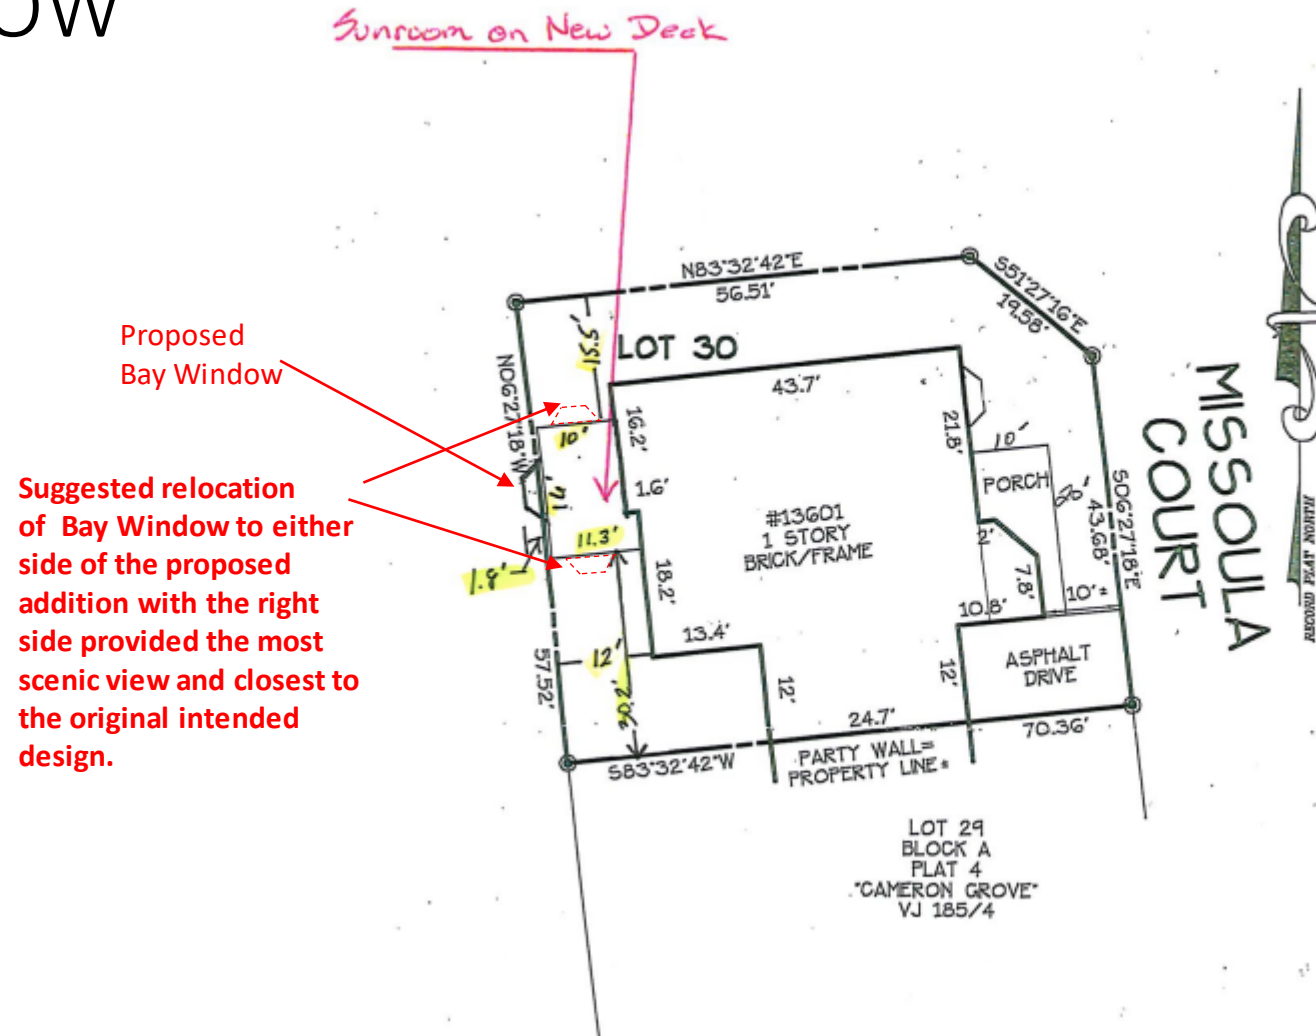 OW
Sunroom on New Deck
N83°32'42"E
56.51'
S51°27'16"E
19.58'
LOT 30
15.5'
N06°27'18"W
43.7'
Proposed
Bay Window
10'
16.2'
21.8'
10'
PORCH
MISSOULA
COURT
Suggested relocation
of Bay Window to either
side of the proposed
addition with the right
side provided the most
scenic view and closest to
the original intended
design.
1.6'
#13601
1 STORY
BRICK/FRAME
S06°27'18"E
43.68'
2'
11.3'
1.8'
18.2'
7.8'
10.8'
10'±
13.4'
12'
57.52'
12'
12'
ASPHALT
DRIVE
30.2'
24.7'
70.36'
S83°32'42"W
PARTY WALL=
PROPERTY LINE±
LOT 29
BLOCK A
PLAT 4
"CAMERON GROVE"
VJ 185/4